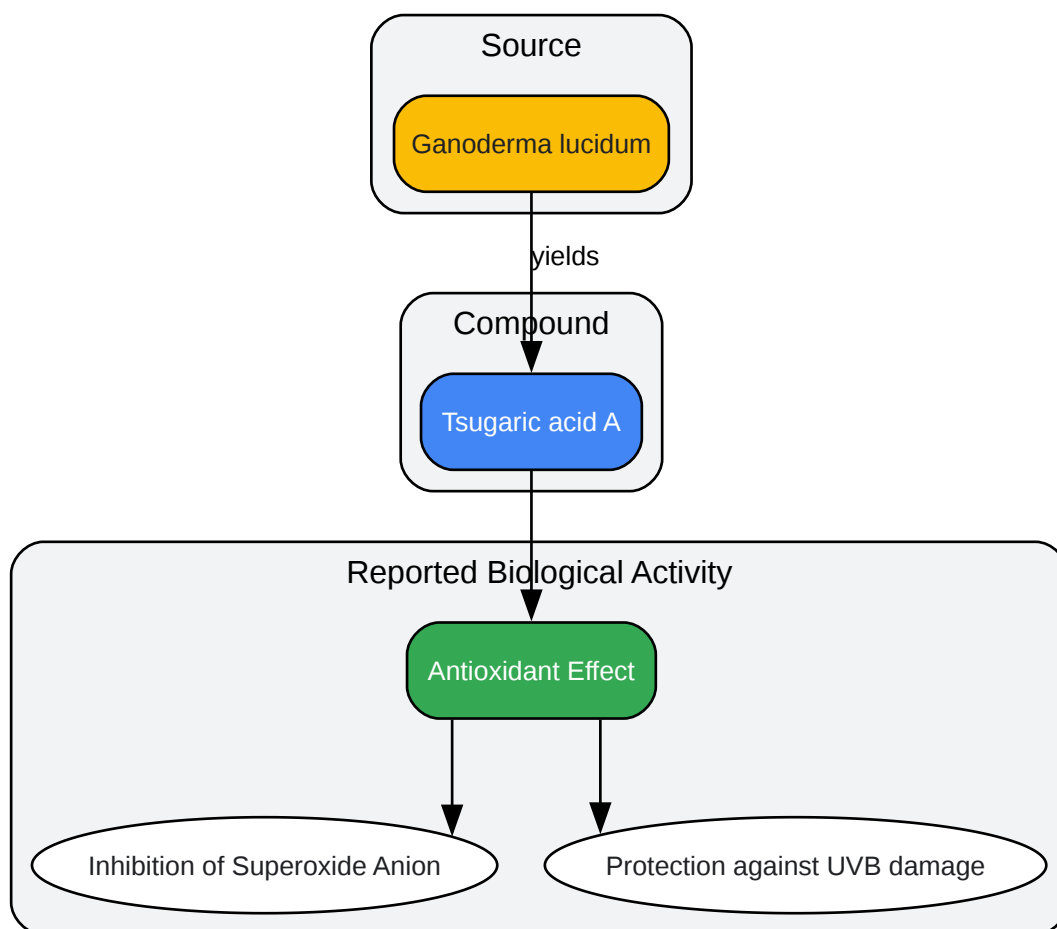 Source
Ganoderma lucidum
yields
Compound
Tsugaric acid A
Reported Biological Activity
Antioxidant Effect
Inhibition of Superoxide Anion
Protection against UVB damage